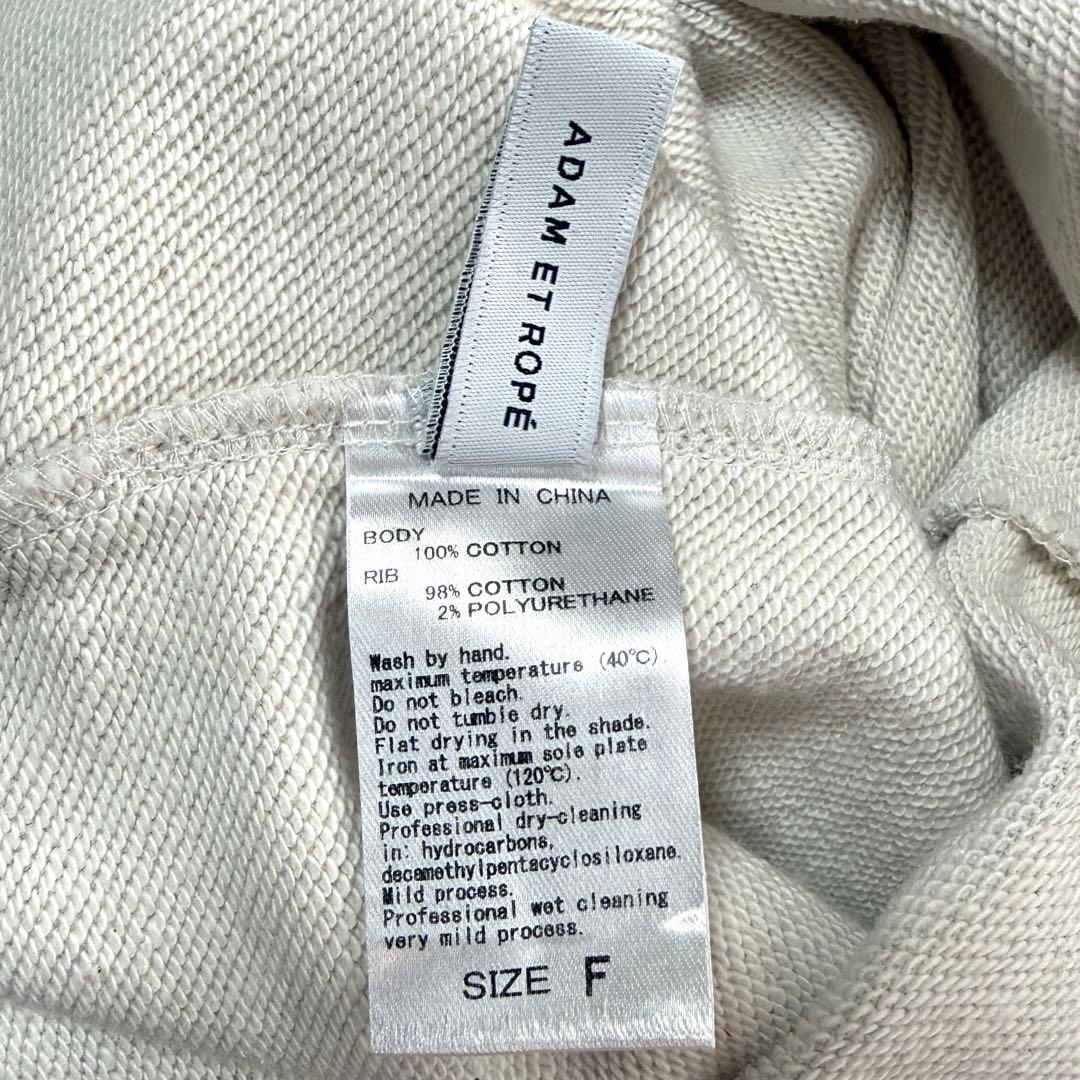 ADAM ET ROPÉ
MADE IN CHINA
BODY
100% COTTON
RIB
98% COTTON
2% POLYURETHANE
Wash by hand.
maximum temperature (40℃)
Do not bleach.
Do not tumble dry.
Flat drying in the shade.
Iron at maximum sole plate
temperature (120℃).
Use press-cloth.
Professional dry-cleaning
in: hydrocarbons,
decamethylpentacyclosiloxane.
Mild process.
Professional wet cleaning
very mild process.
SIZE F